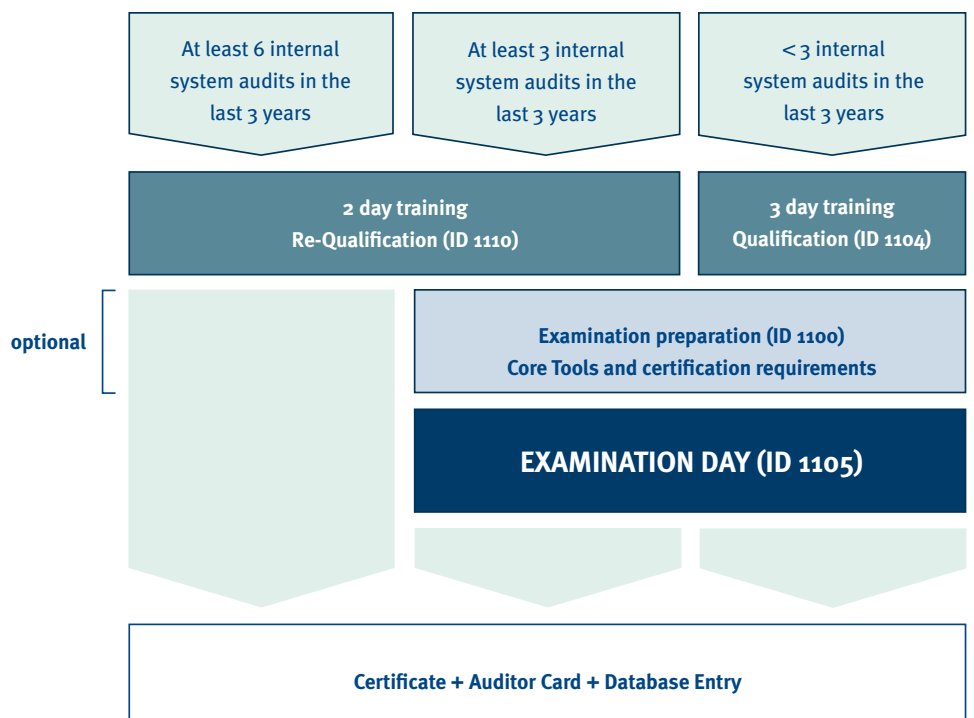 At least 6 internal
system audits in the
last 3 years
At least 3 internal
system audits in the
last 3 years
< 3 internal
system audits in the
last 3 years
2 day training
Re-Qualification (ID 1110)
3 day training
Qualification (ID 1104)
optional
Examination preparation (ID 1100)
Core Tools and certification requirements
EXAMINATION DAY (ID 1105)
Certificate + Auditor Card + Database Entry